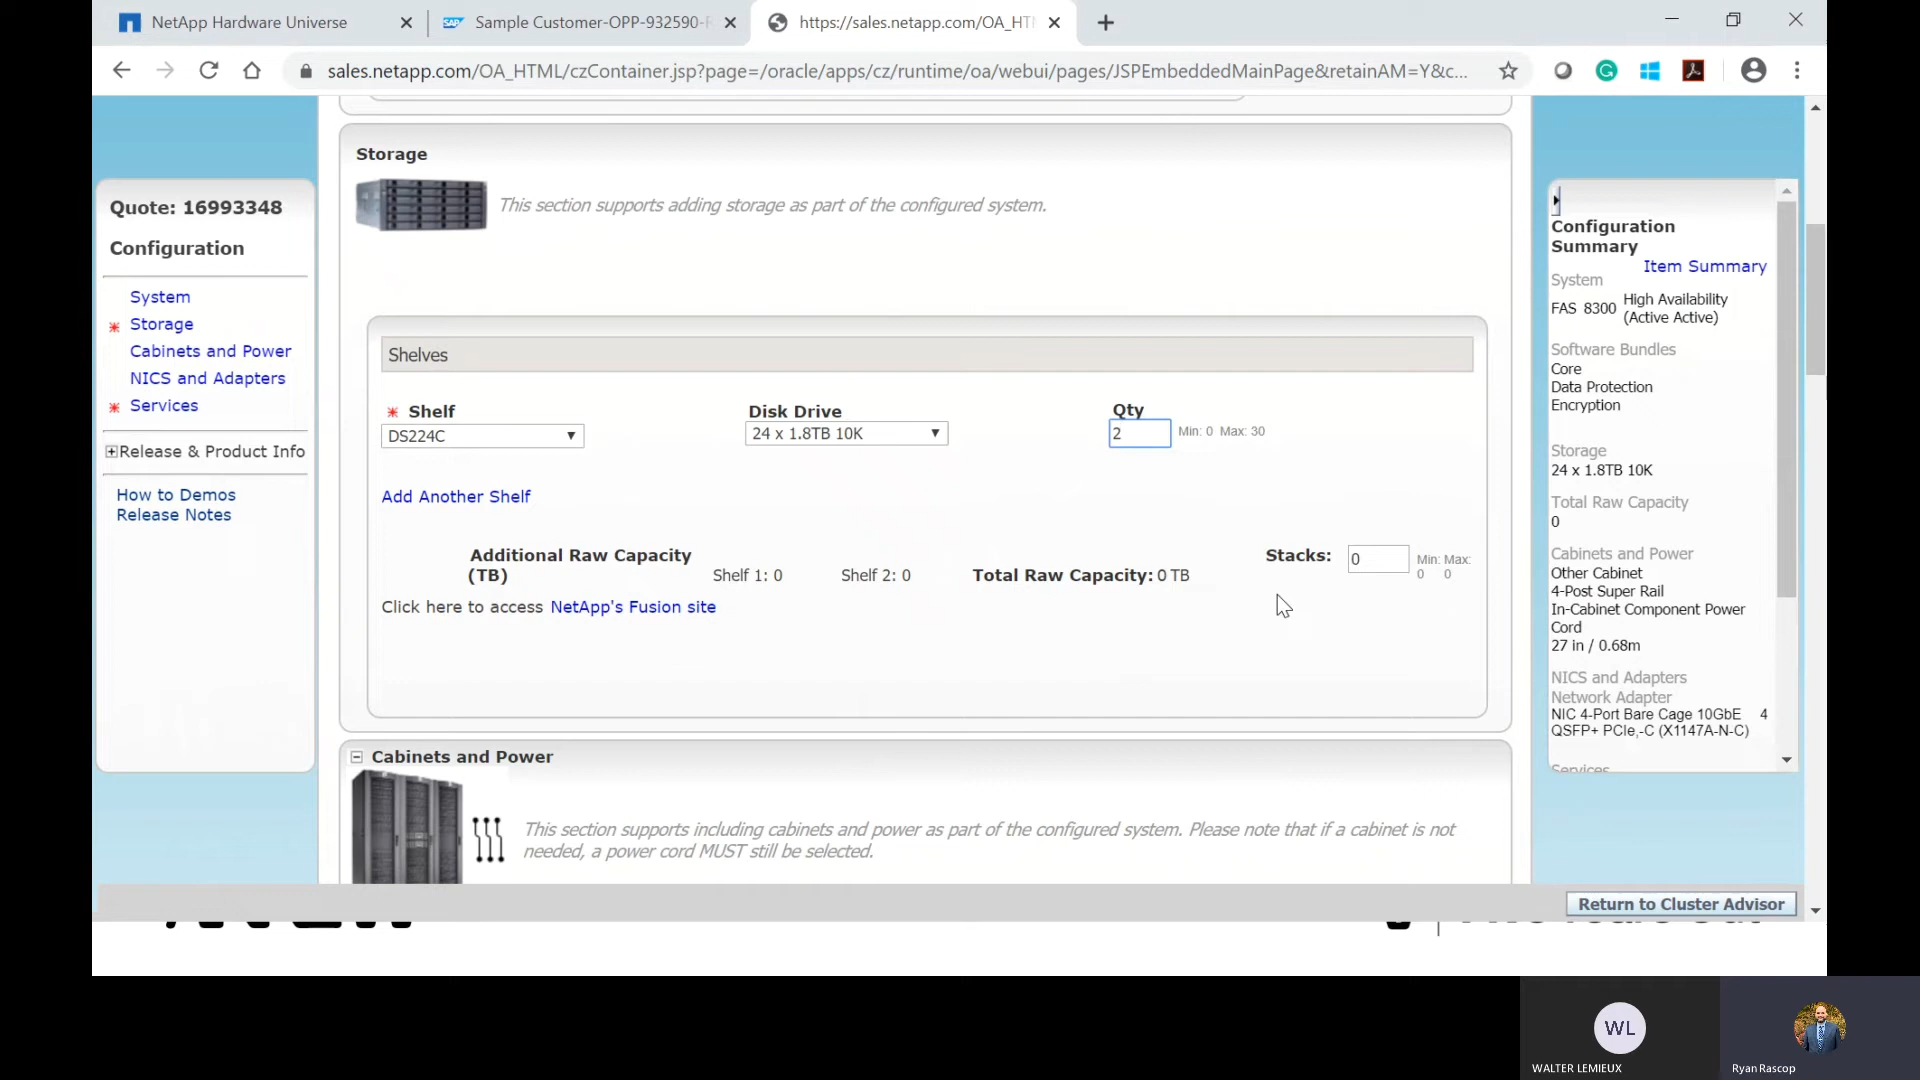 NetApp Hardware Universe
Sample Customer-OPP-932590-
https://sales.netapp.com/OA_HT
sales.netapp.com/OA_HTML/czContainer.jsp?page=/oracle/apps/cz/runtime/oa/webui/pages/JSPEmbeddedMainPage&retainAM=Y&c...
Quote: 16993348
Configuration
System
Storage
Cabinets and Power
NICS and Adapters
Services
Release & Product Info
How to Demos
Release Notes
Storage
This section supports adding storage as part of the configured system.
Shelves
Shelf
DS224C
Disk Drive
24 x 1.8TB 10K
Qty
2
Min: 0 Max: 30
Add Another Shelf
Additional Raw Capacity
(TB)
Shelf 1: 0
Shelf 2: 0
Total Raw Capacity: 0 TB
Stacks:
0
Min: Max:
0 0
Click here to access NetApp's Fusion site
Cabinets and Power
This section supports including cabinets and power as part of the configured system. Please note that if a cabinet is not
needed, a power cord MUST still be selected.
Configuration
Summary
Item Summary
System
FAS 8300
High Availability
(Active Active)
Software Bundles
Core
Data Protection
Encryption
Storage
24 x 1.8TB 10K
Total Raw Capacity
0
Cabinets and Power
Other Cabinet
4-Post Super Rail
In-Cabinet Component Power
Cord
27 in / 0.68m
NICS and Adapters
Network Adapter
NIC 4-Port Bare Cage 10GbE 4
QSFP+ PCIe,-C (X1147A-N-C)
Services
Return to Cluster Advisor
WL
WALTER LEMIEUX
Ryan Rascop